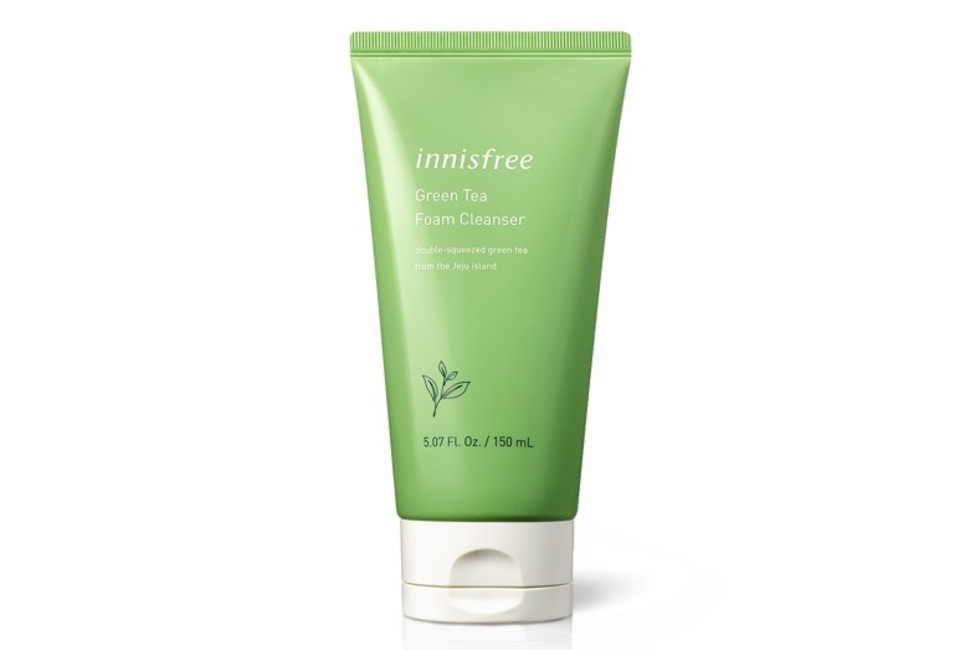 innisfree
Green Tea
Foam Cleanser
double-squeezed green tea
from the Jeju island
5.07 Fl. Oz. / 150 mL